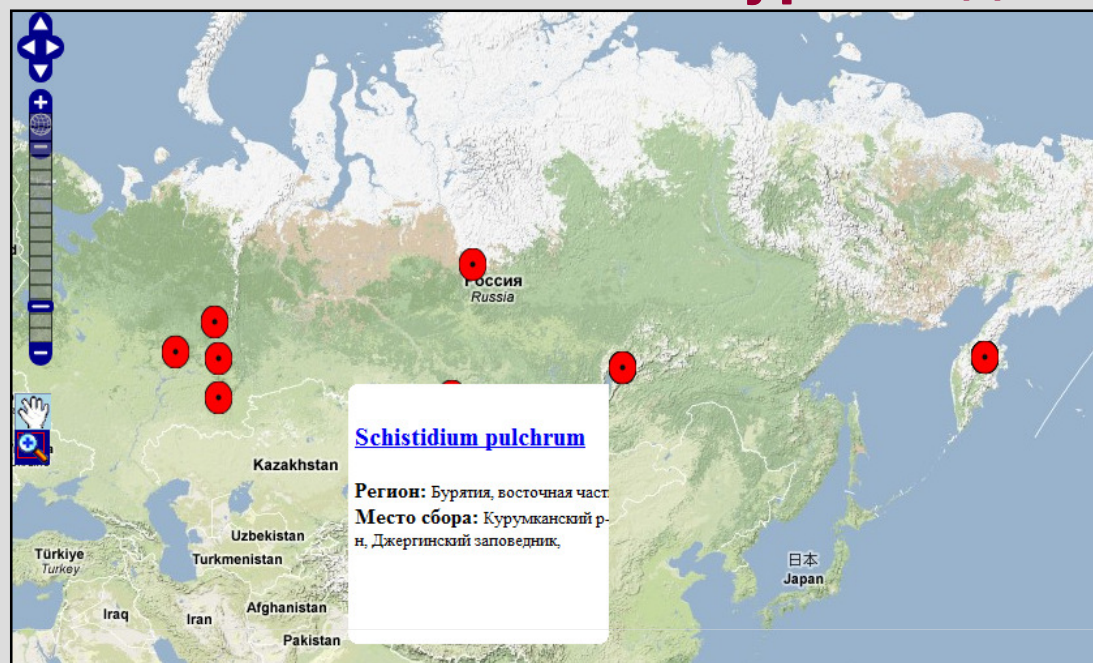 Россия
Russia
Kazakhstan
Schistidium pulchrum
Регион: Бурятия, восточная част
Место сбора: Курумканский р-
н, Джергинский заповедник,
Uzbekistan
Türkiye
Turkey
Turkmenistan
日本
Japan
Iraq
Iran
Afghanistan
Pakistan